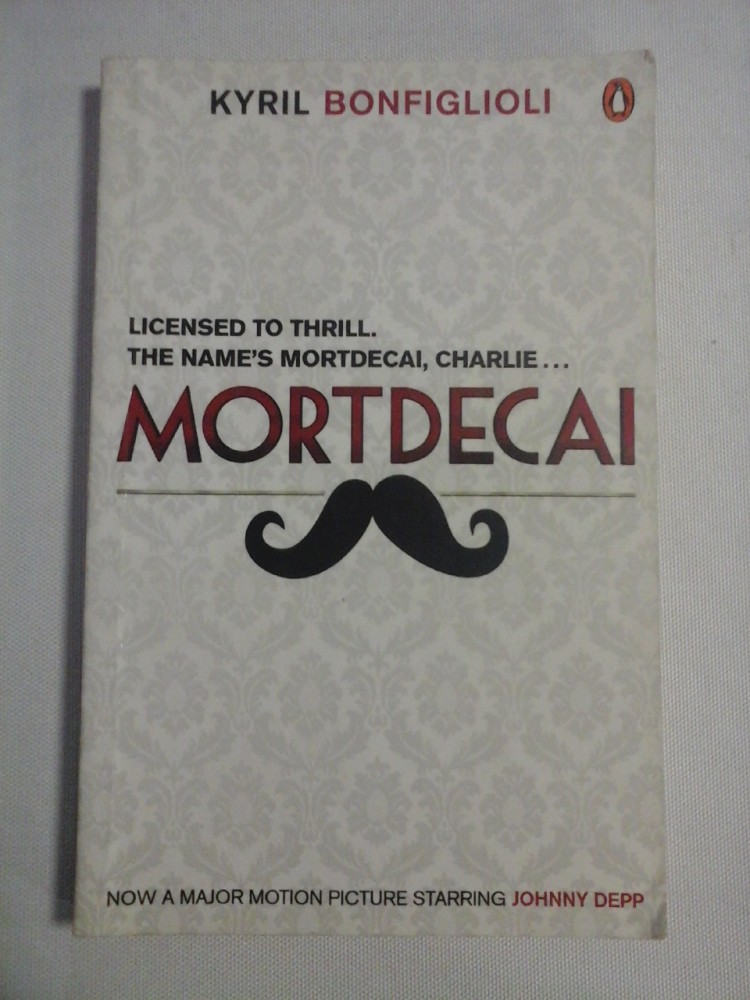 KYRIL BONFIGLIOLI
LICENSED TO THRILL.
THE NAME'S MORTDECAI, CHARLIE...
MORTDECAI
NOW A MAJOR MOTION PICTURE STARRING JOHNNY DEPP